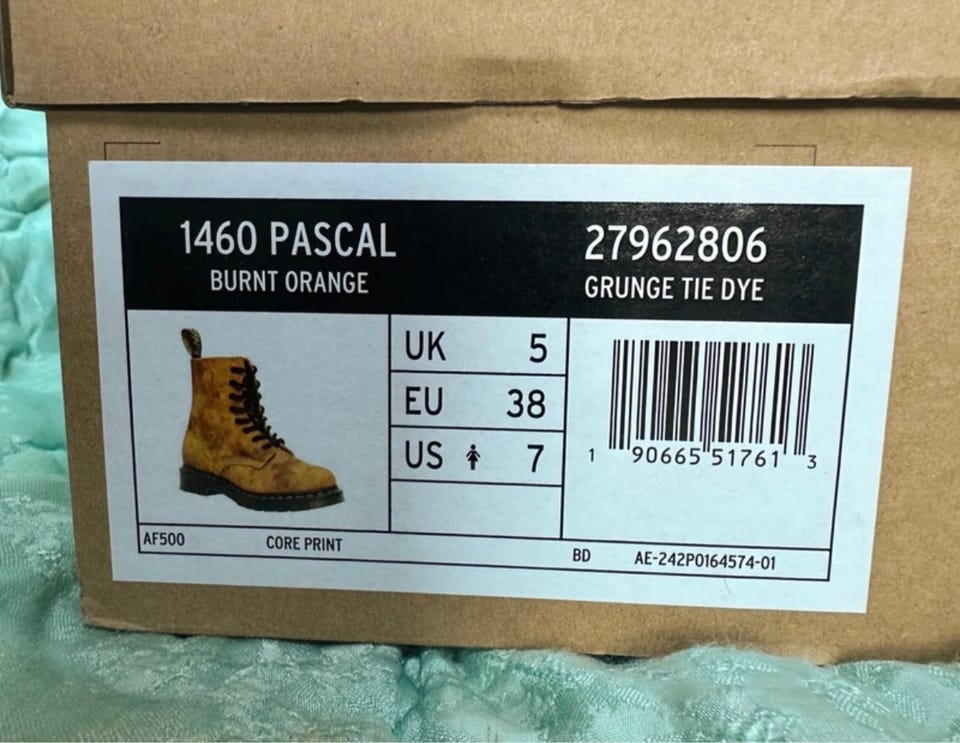 1460 PASCAL
BURNT ORANGE
27962806
GRUNGE TIE DYE
UK 5
EU 38
US 7
1 90665 51761 3
AF500
CORE PRINT
BD AE-242P0164574-01